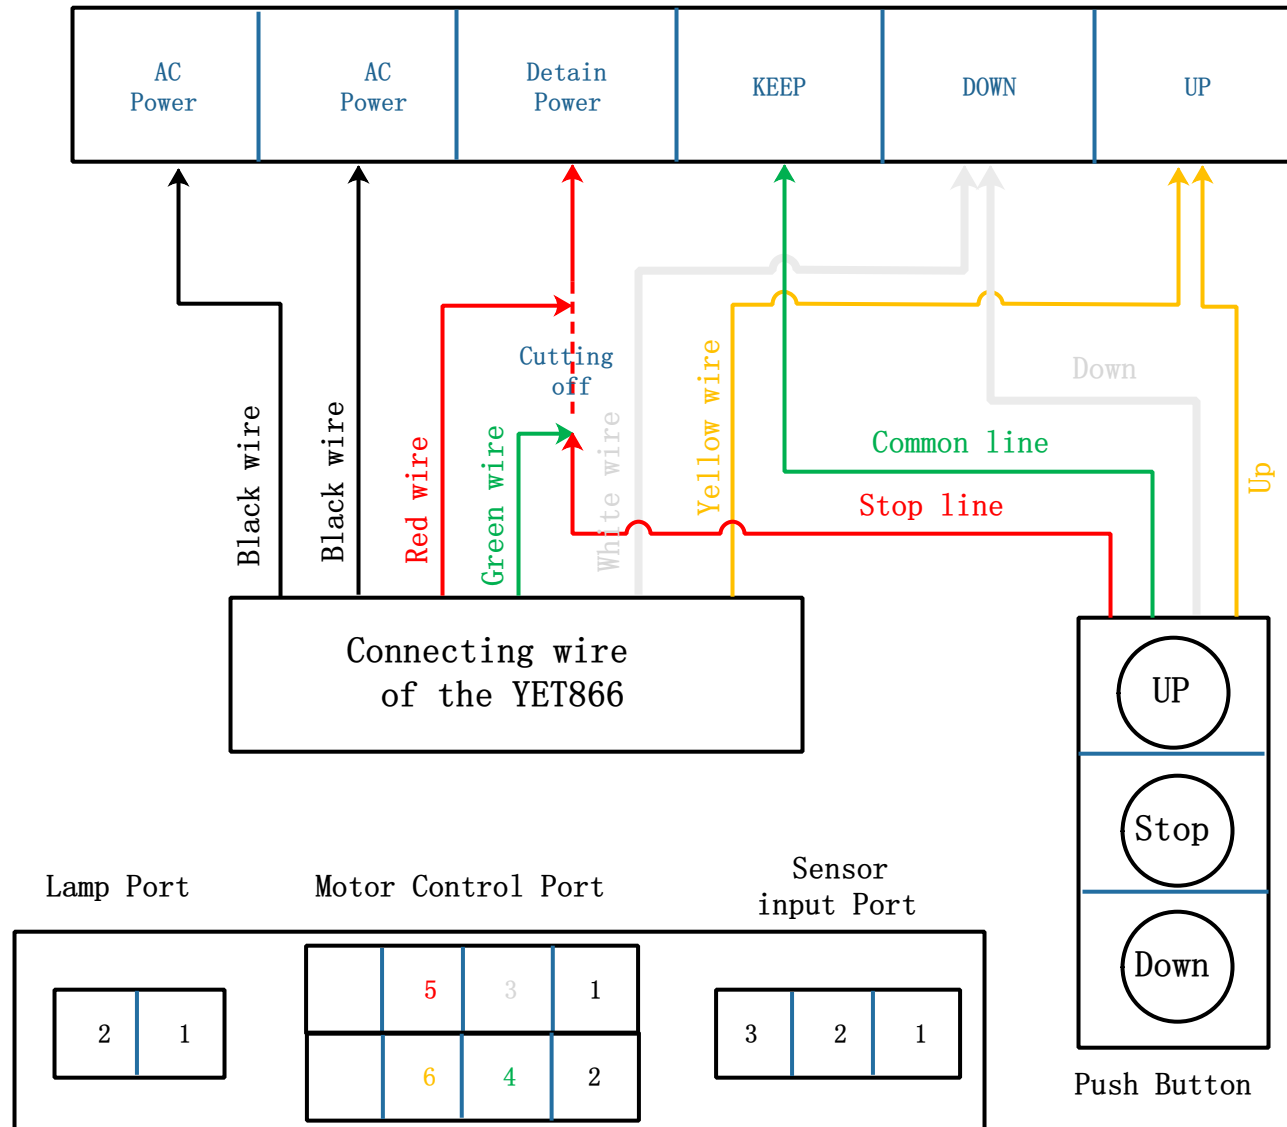 AC
Power
AC
Power
Detain
Power
KEEP
DOWN
UP
Cutting
off
Down
Common line
Stop line
Up
Black wire
Black wire
Red wire
Green wire
White wire
Yellow wire
Connecting wire
of the YET866
UP
Stop
Down
Push Button
Lamp Port
Motor Control Port
Sensor
input Port
2 1
5 3 1
6 4 2
3 2 1